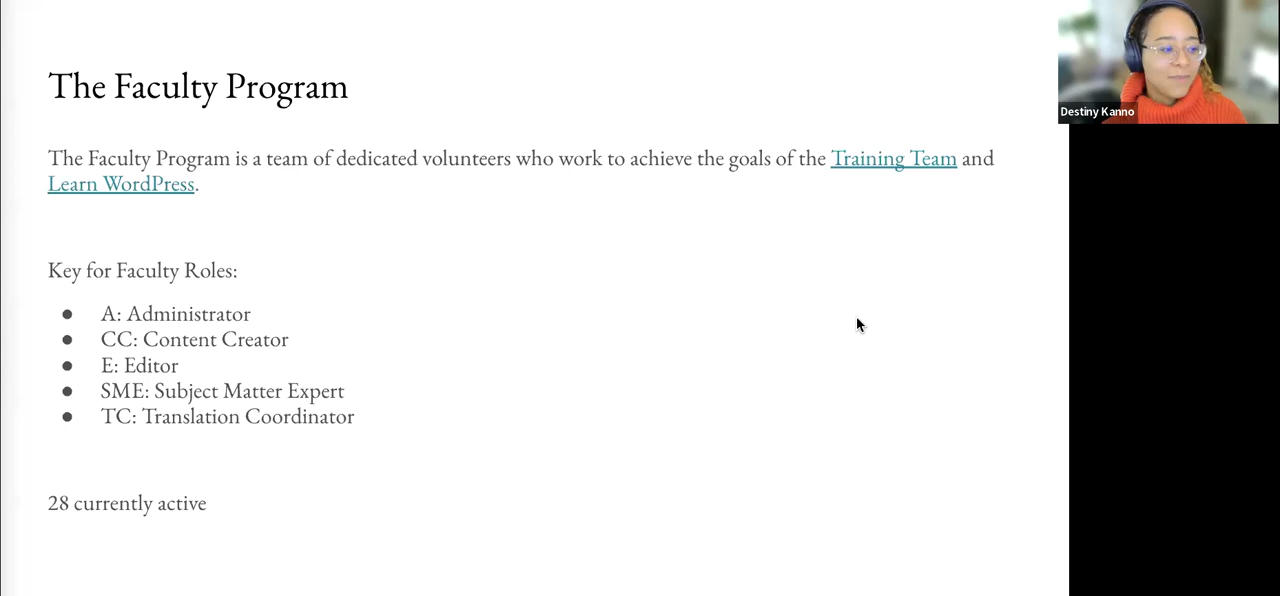 The Faculty Program
Destiny Kanno
The Faculty Program is a team of dedicated volunteers who work to achieve the goals of the Training Team and
Learn WordPress.
Key for Faculty Roles:
● A: Administrator
● CC: Content Creator
● E: Editor
● SME: Subject Matter Expert
● TC: Translation Coordinator
28 currently active